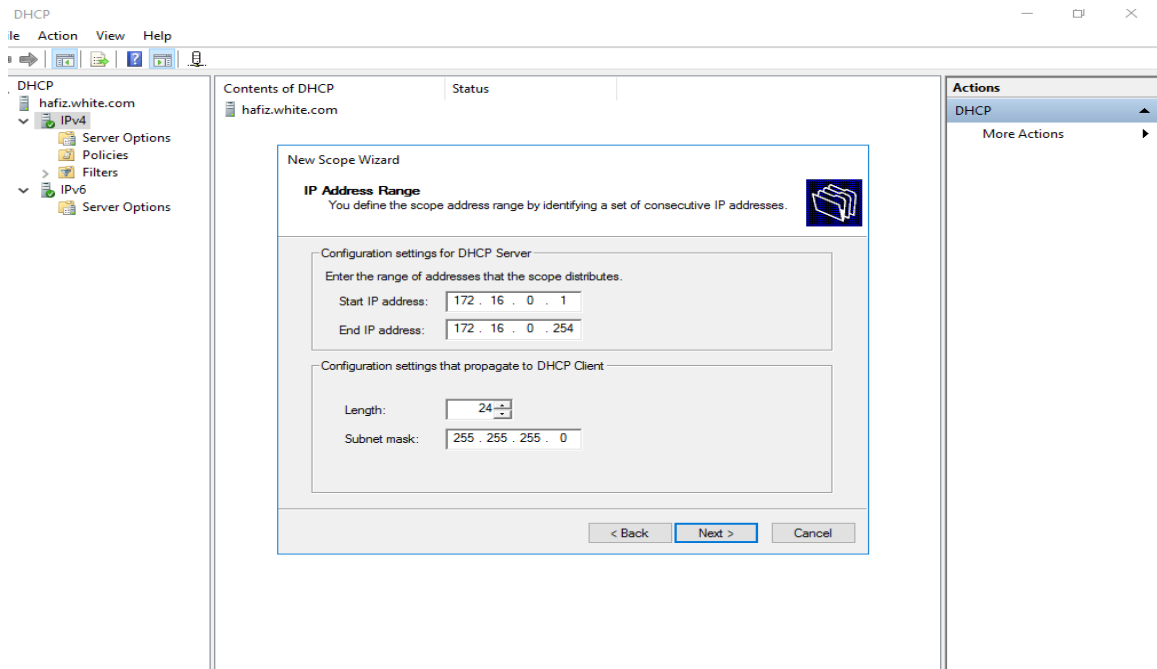 DHCP
ile Action View Help
DHCP
hafiz.white.com
IPv4
Server Options
Policies
Filters
IPv6
Server Options
Contents of DHCP Status
hafiz.white.com
New Scope Wizard
IP Address Range
You define the scope address range by identifying a set of consecutive IP addresses.
Configuration settings for DHCP Server
Enter the range of addresses that the scope distributes.
Start IP address: 172 . 16 . 0 . 1
End IP address: 172 . 16 . 0 . 254
Configuration settings that propagate to DHCP Client
Length: 24
Subnet mask: 255 . 255 . 255 . 0
< Back Next > Cancel
Actions
DHCP
More Actions